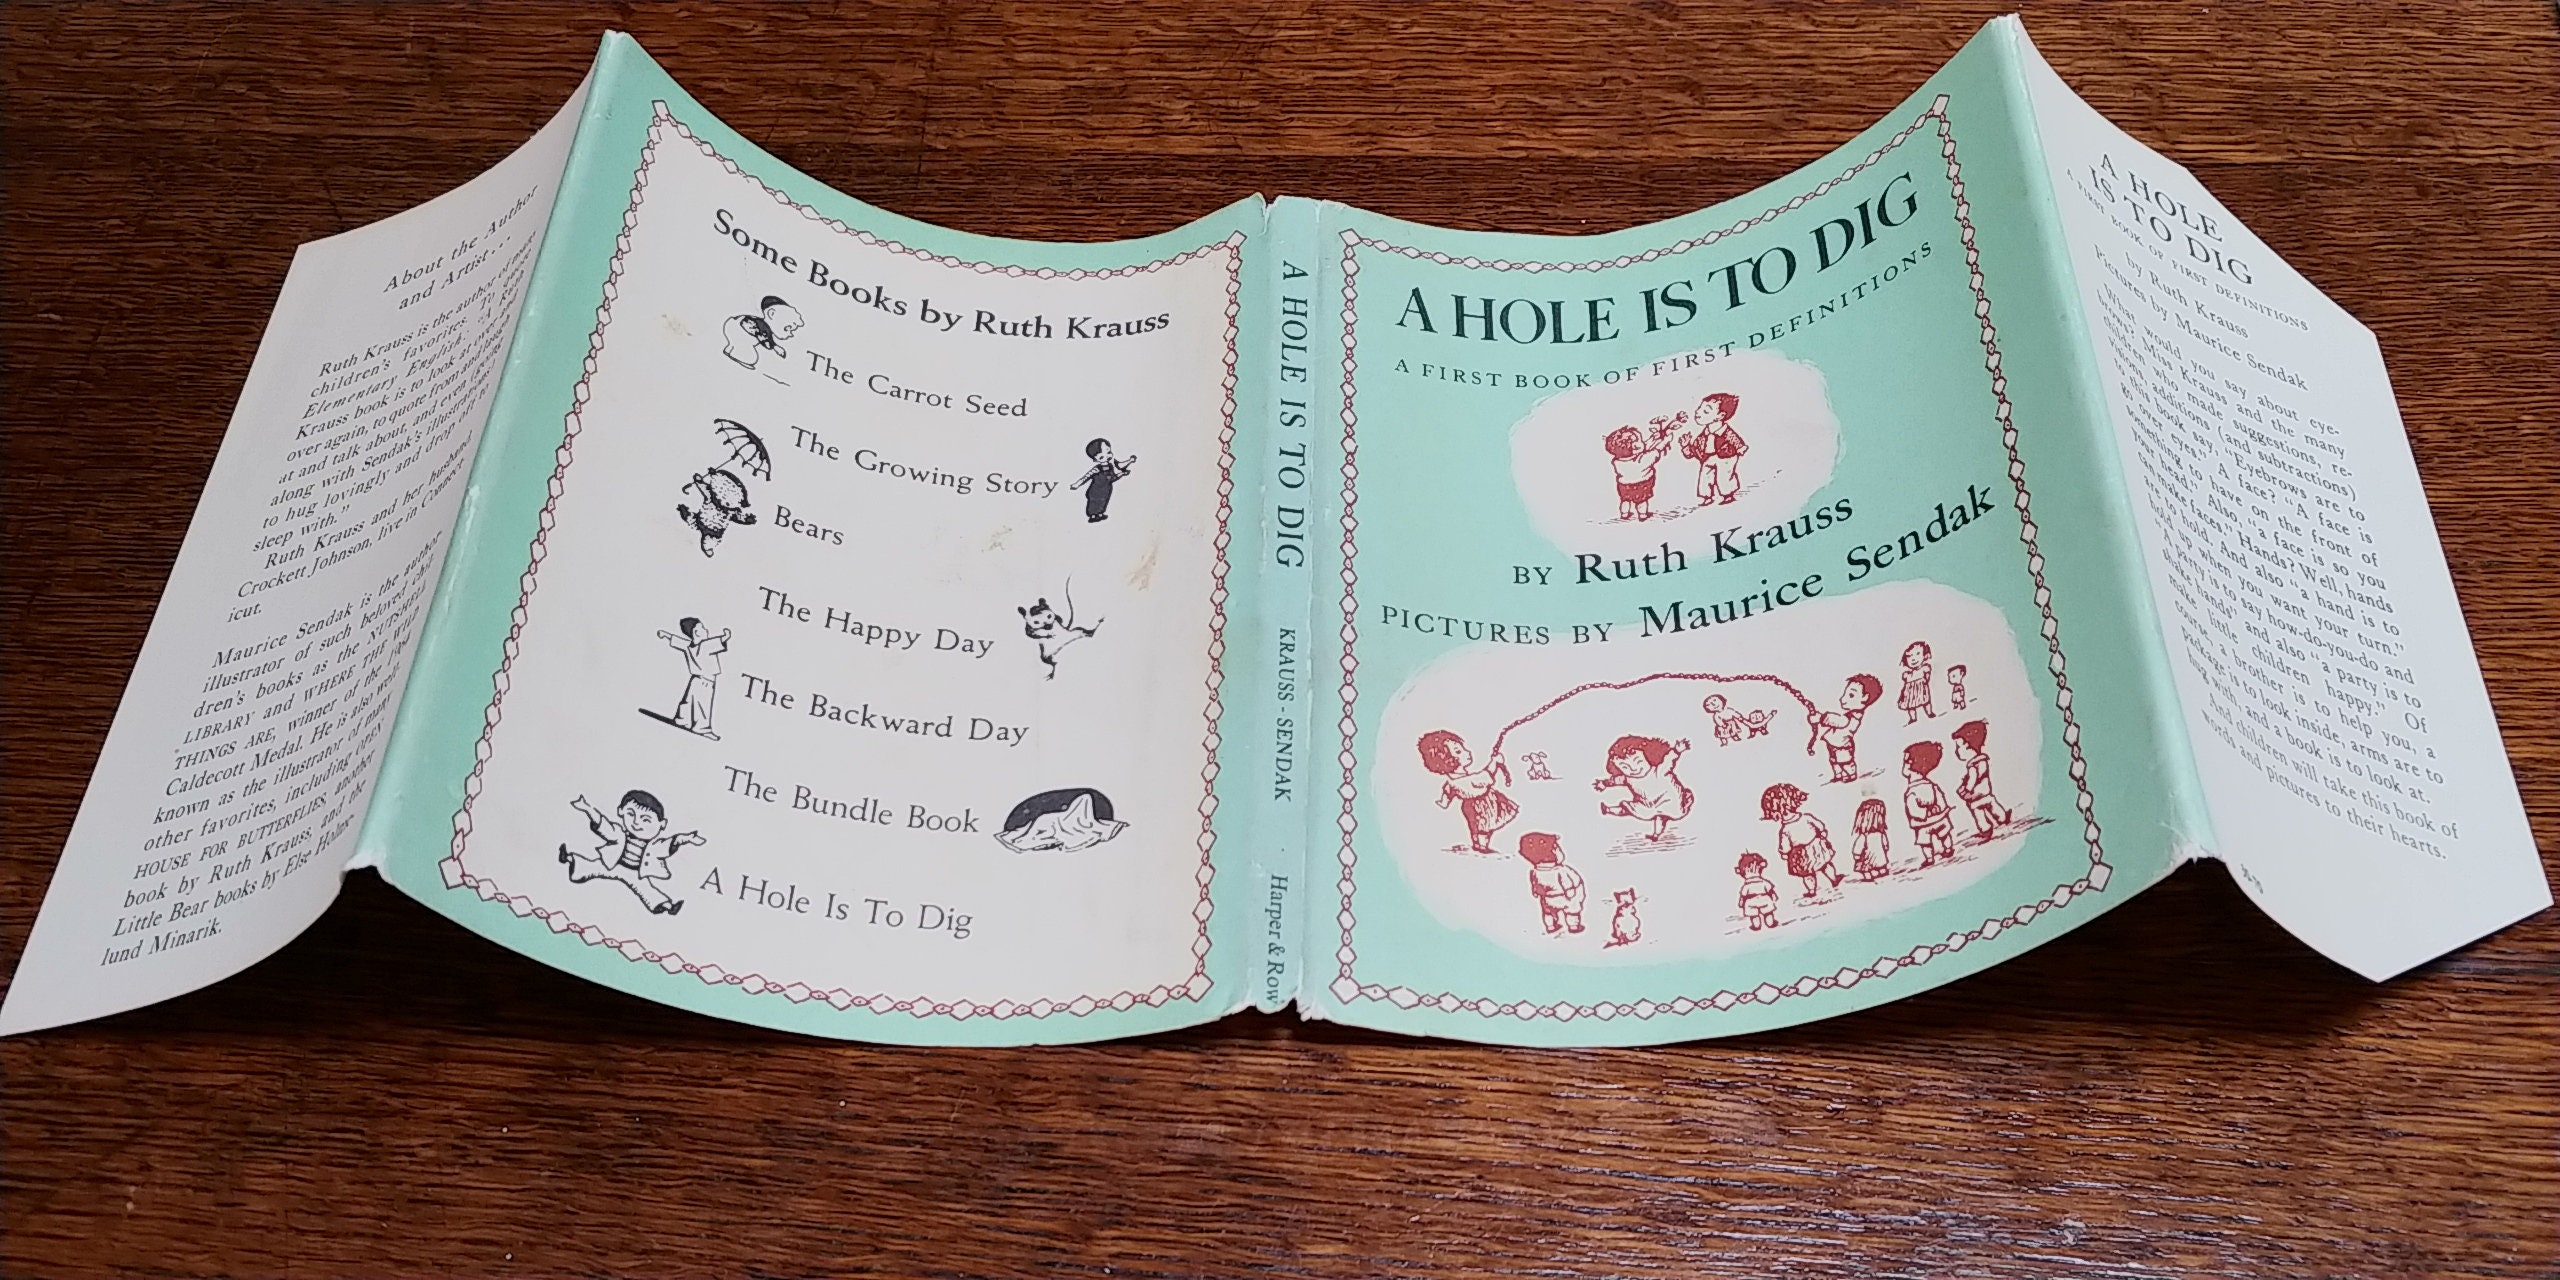 About the Author
and Artist...
Ruth Krauss is the author of many
children's favorites. To quote
Elementary English: "A Ruth
Krauss book is to look at over and
over again, to quote from and laugh
at and talk about, and even (going
along with Sendak's illustrations)
to hug lovingly and drop off to
sleep with."
Ruth Krauss and her husband,
Crockett Johnson, live in Connect-
icut.
Maurice Sendak is the author
illustrator of such beloved chil-
dren's books as the NUTSHELL
LIBRARY and WHERE THE WILD
THINGS ARE, winner of the
Caldecott Medal. He is also well-
known as the illustrator of many
other favorites, including OPEN
HOUSE FOR BUTTERFLIES, another
book by Ruth Krauss, and the
Little Bear books by Else Holme-
lund Minarik.
Some Books by Ruth Krauss
The Carrot Seed
The Growing Story
Bears
The Happy Day
The Backward Day
The Bundle Book
A Hole Is To Dig
A HOLE IS TO DIG KRAUSS - SENDAK · Harper & Row
A HOLE IS TO DIG
A FIRST BOOK OF FIRST DEFINITIONS
BY Ruth Krauss
PICTURES BY Maurice Sendak
A HOLE
IS TO DIG
A FIRST BOOK OF FIRST DEFINITIONS
by Ruth Krauss
Pictures by Maurice Sendak
What would you say about eye-
brows? Miss Krauss and the many
children who made suggestions, re-
visions, additions (and subtractions)
to this book say, "Eyebrows are to
go over eyes." A face? "A face is
something to have on the front of
your head." Also, "a face is so you
can make faces." Hands? Well, hands
are to hold. And also "a hand is to
hold up when you want your turn."
A party is to say how-do-you-do and
shake hands" and also "a party is to
make little children happy." Of
course, a brother is to help you, a
package is to look inside, arms are to
hug with, and a book is to look at.
And children will take this book of
words and pictures to their hearts.